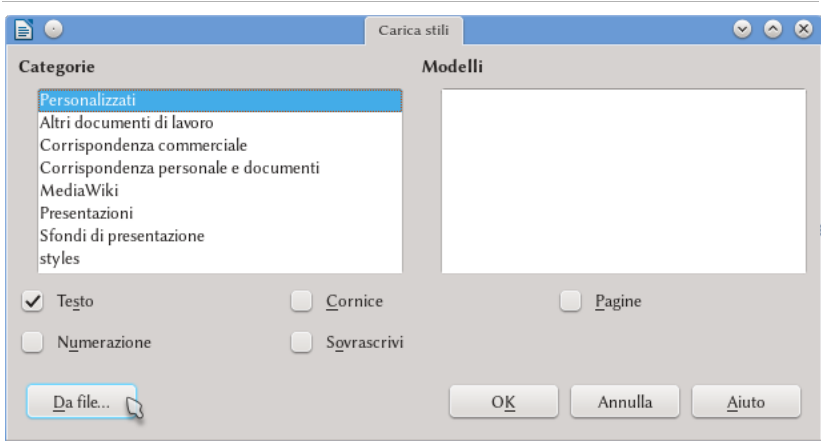 Carica stili
Categorie
Modelli
Personalizzati
Altri documenti di lavoro
Corrispondenza commerciale
Corrispondenza personale e documenti
MediaWiki
Presentazioni
Sfondi di presentazione
styles
Testo
Cornice
Pagine
Numerazione
Sovrascrivi
Da file...
OK
Annulla
Aiuto